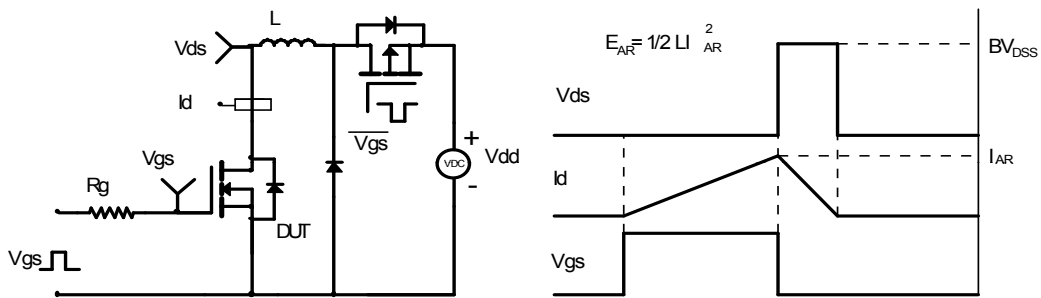 L
Vds
Id
Vgs
Rg
DUT
Vgs
Vgs
+
VDC
-
Vdd
E_AR= 1/2 LI_AR^2
BV_DSS
Vds
I_AR
Id
Vgs